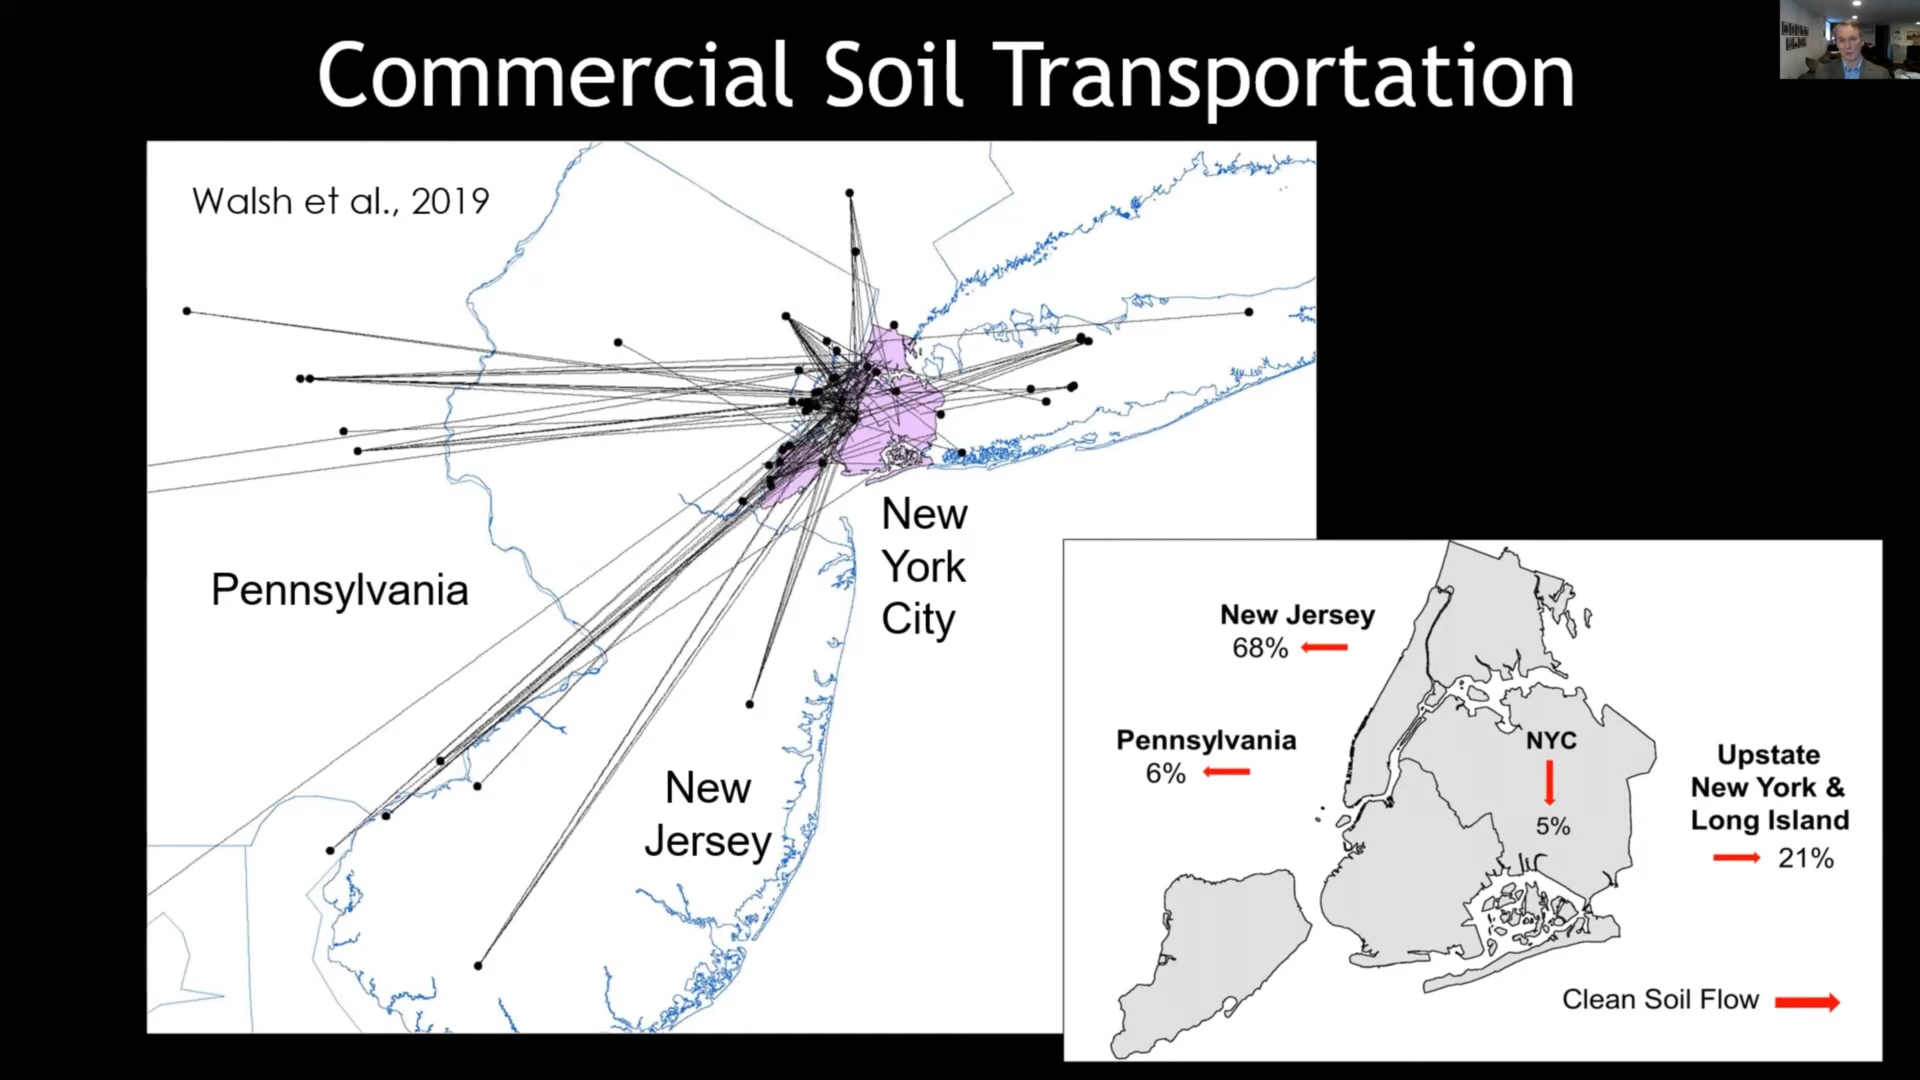 Commercial Soil Transportation
Walsh et al., 2019
Pennsylvania
New
York
City
New
Jersey
New Jersey
68%
Pennsylvania
6%
NYC
5%
Upstate
New York &
Long Island
21%
Clean Soil Flow